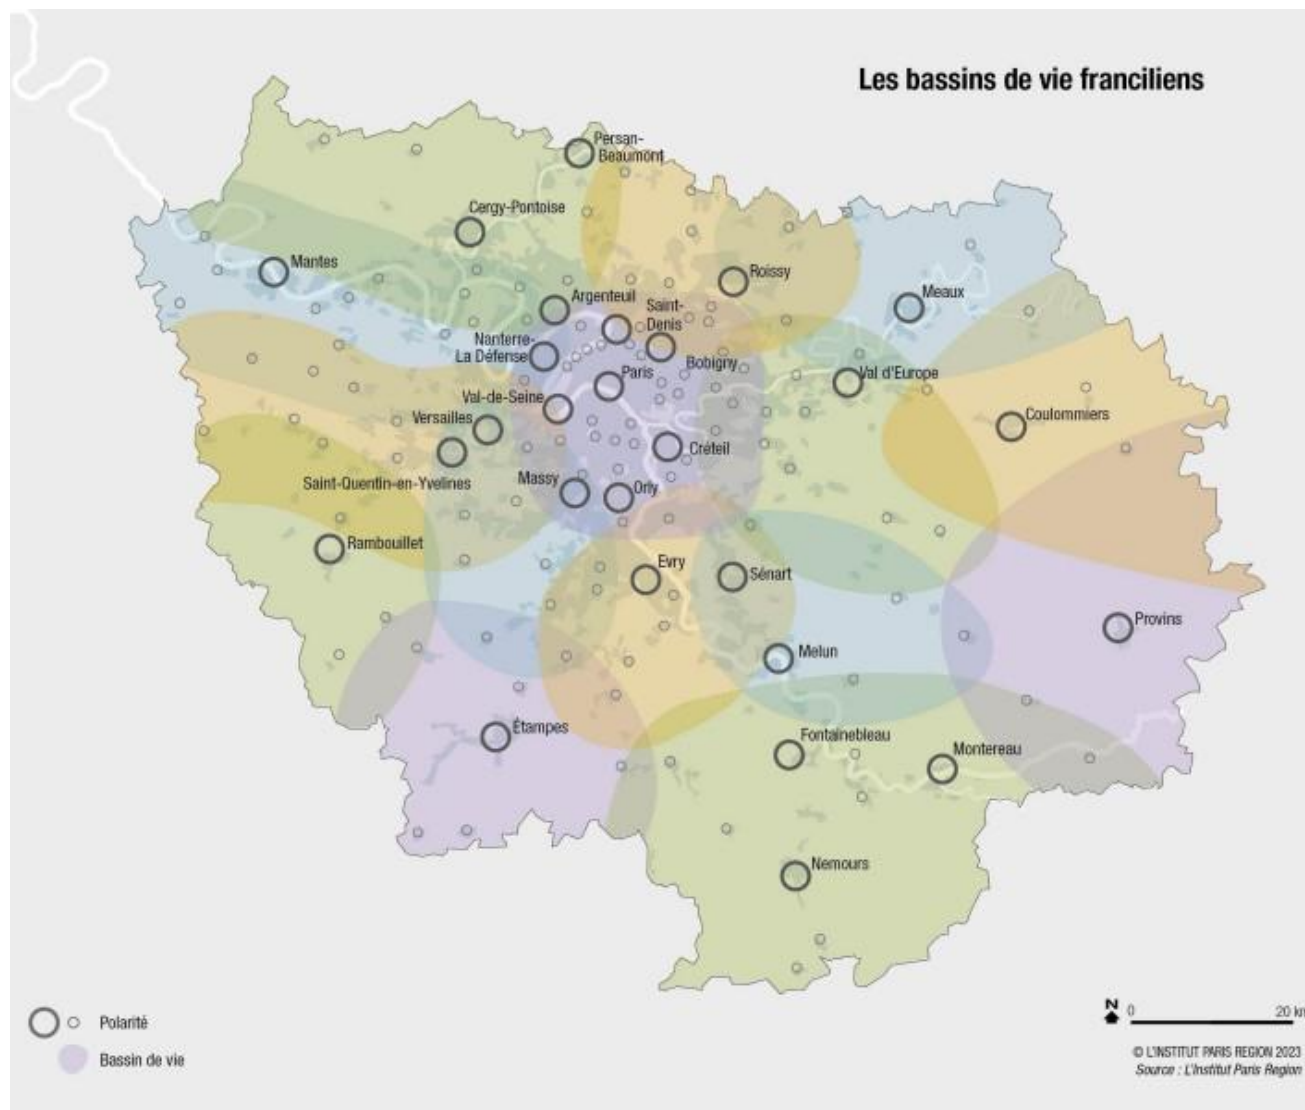 Les bassins de vie franciliens
Persan-
Beaumont
Cergy-Pontoise
Mantes
Roissy
Argenteuil
Saint-
Denis
Meaux
Nanterre-
La Défense
Bobigny
Paris
Val d'Europe
Val-de-Seine
Versailles
Coulommiers
Créteil
Saint-Quentin-en-Yvelines
Massy
Orly
Rambouillet
Evry
Sénart
Provins
Melun
Étampes
Fontainebleau
Montereau
Nemours
Polarité
Bassin de vie
N
0 20 km
© L'INSTITUT PARIS REGION 2023
Source : L'Institut Paris Region